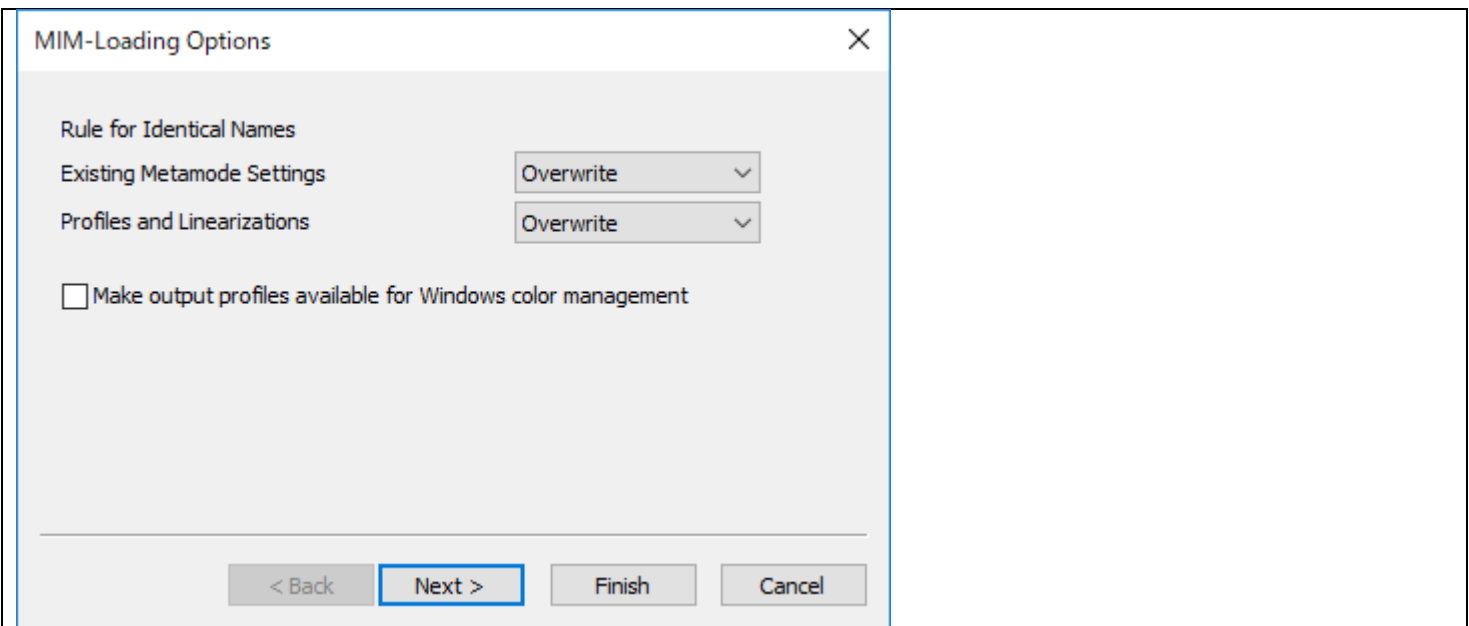 MIM-Loading Options
Rule for Identical Names
Existing Metamode Settings Overwrite
Profiles and Linearizations Overwrite
Make output profiles available for Windows color management
< Back Next > Finish Cancel